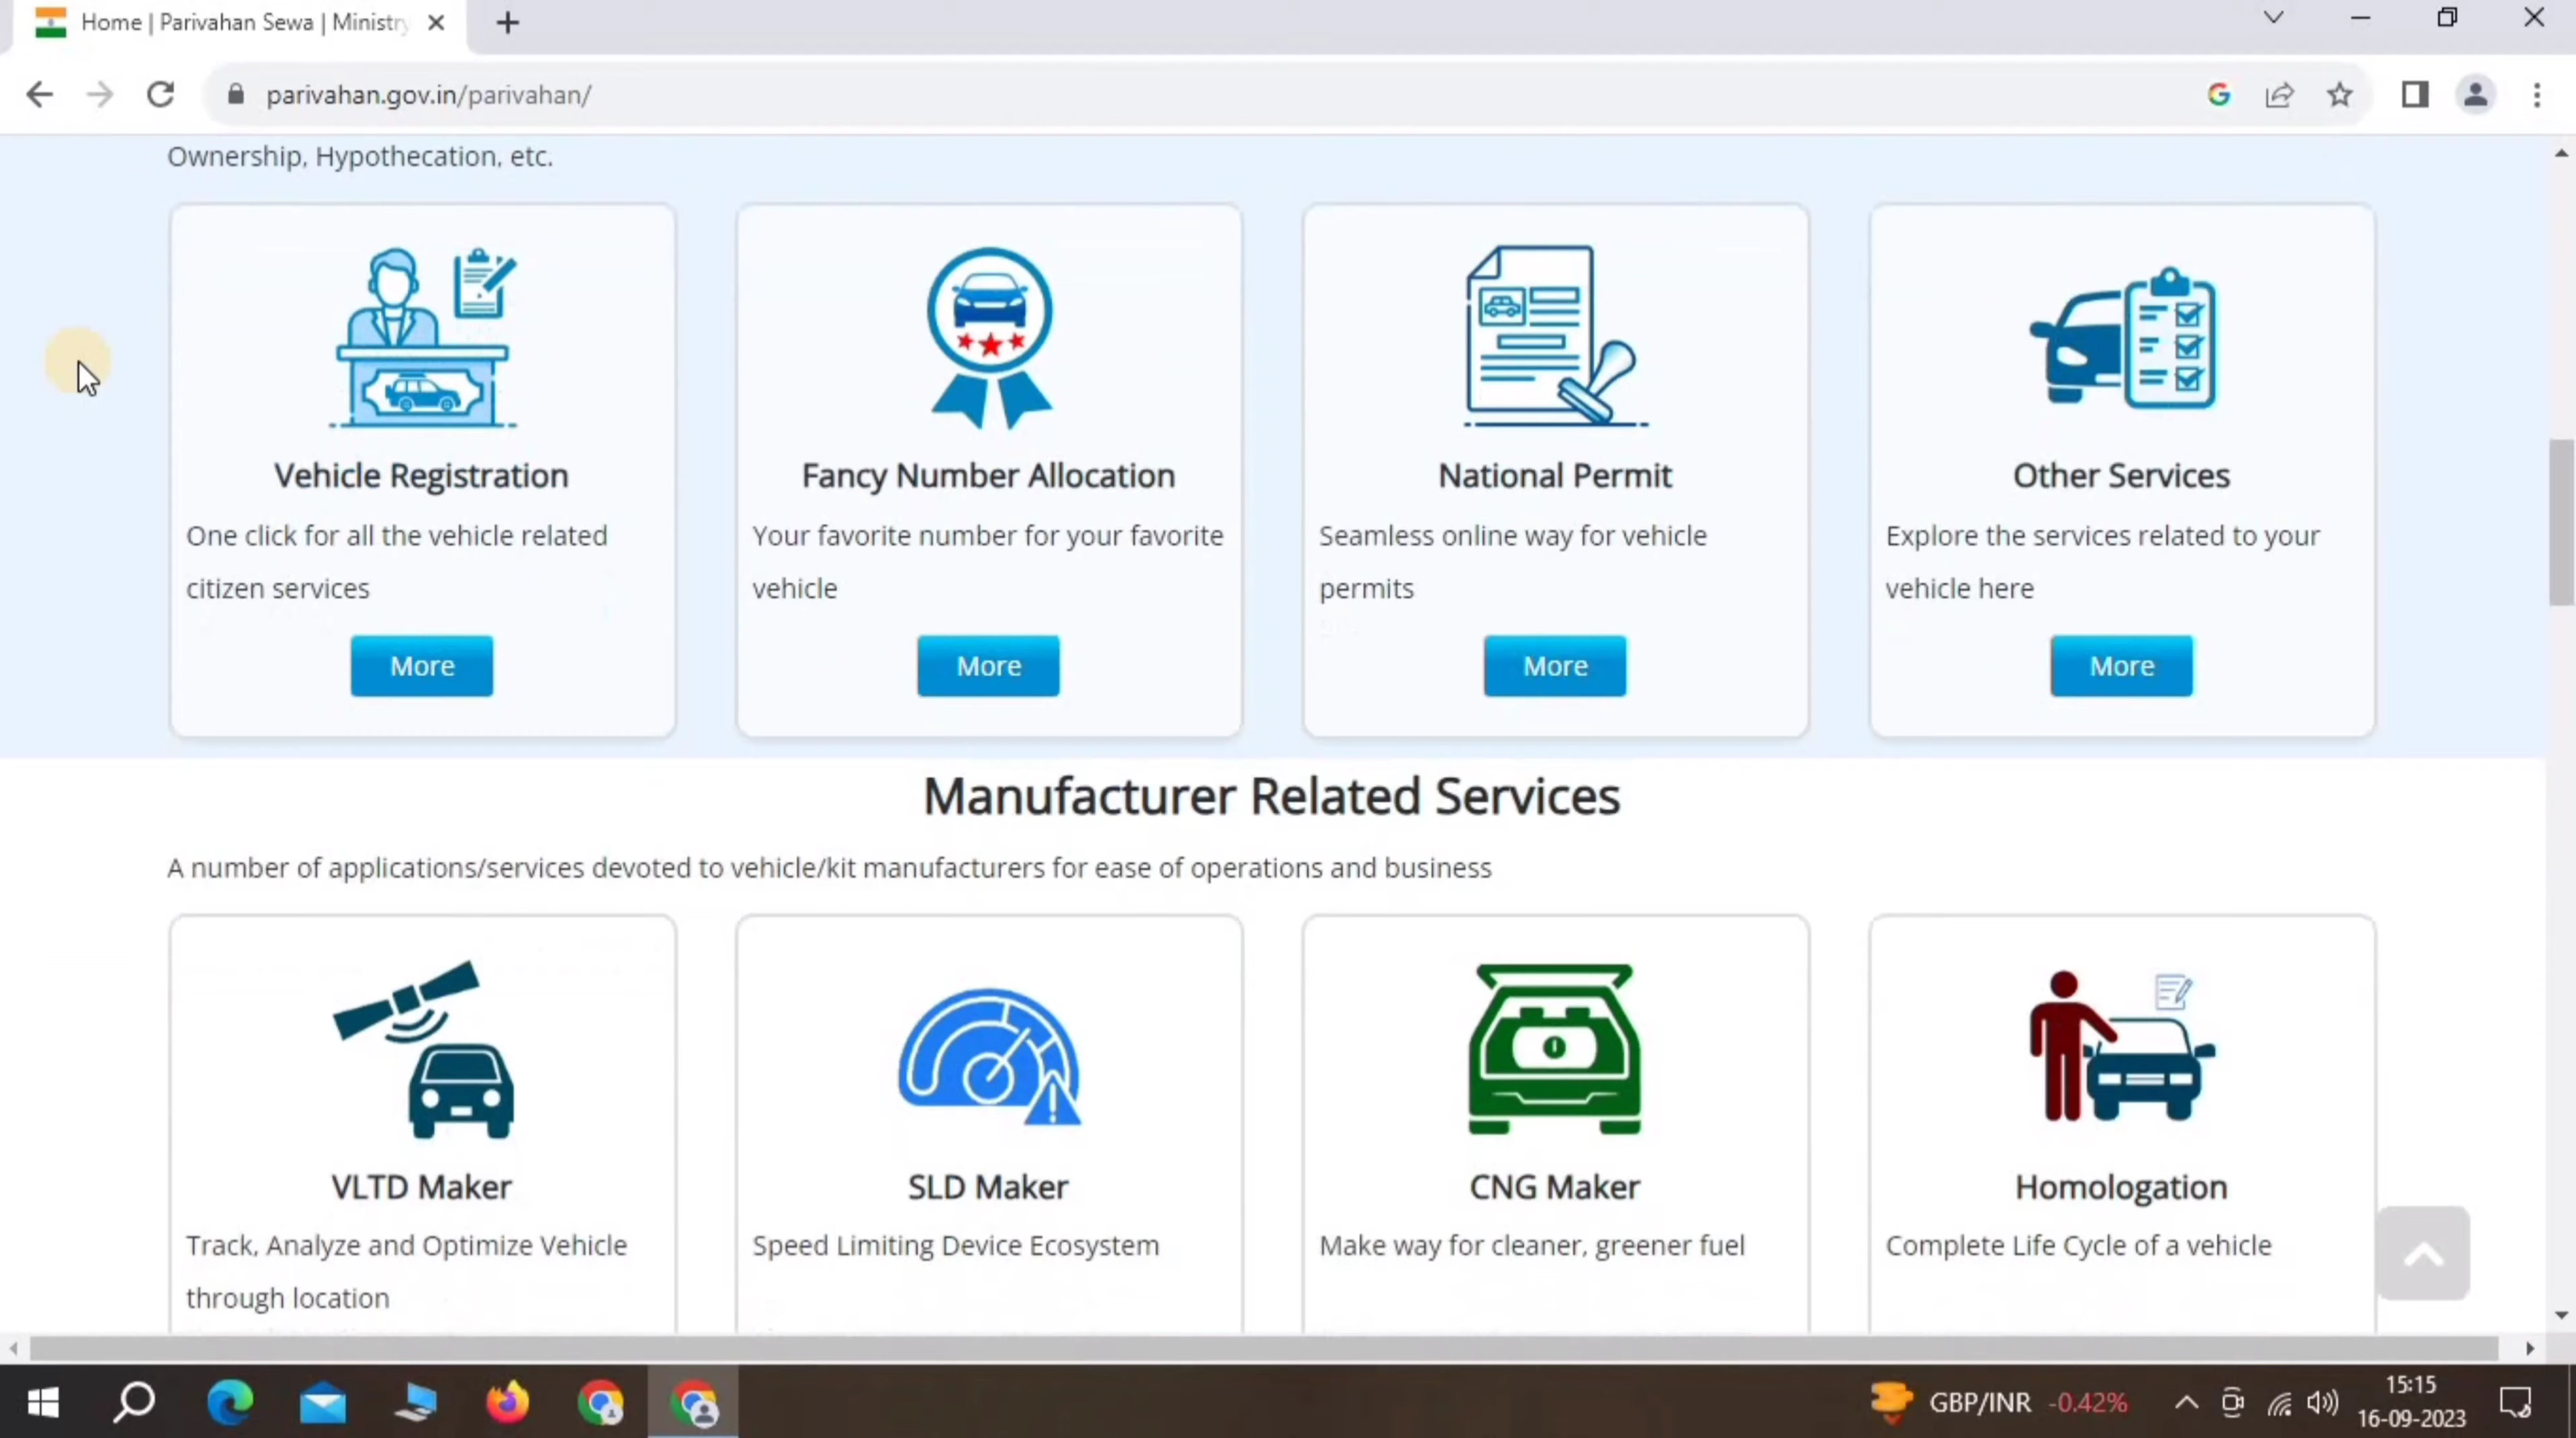 Home | Parivahan Sewa | Ministry
parivahan.gov.in/parivahan/
Ownership, Hypothecation, etc.
Vehicle Registration
One click for all the vehicle related
citizen services
More
Fancy Number Allocation
Your favorite number for your favorite
vehicle
More
National Permit
Seamless online way for vehicle
permits
More
Other Services
Explore the services related to your
vehicle here
More
Manufacturer Related Services
A number of applications/services devoted to vehicle/kit manufacturers for ease of operations and business
VLTD Maker
Track, Analyze and Optimize Vehicle
through location
SLD Maker
Speed Limiting Device Ecosystem
CNG Maker
Make way for cleaner, greener fuel
Homologation
Complete Life Cycle of a vehicle
GBP/INR -0.42%
15:15
16-09-2023